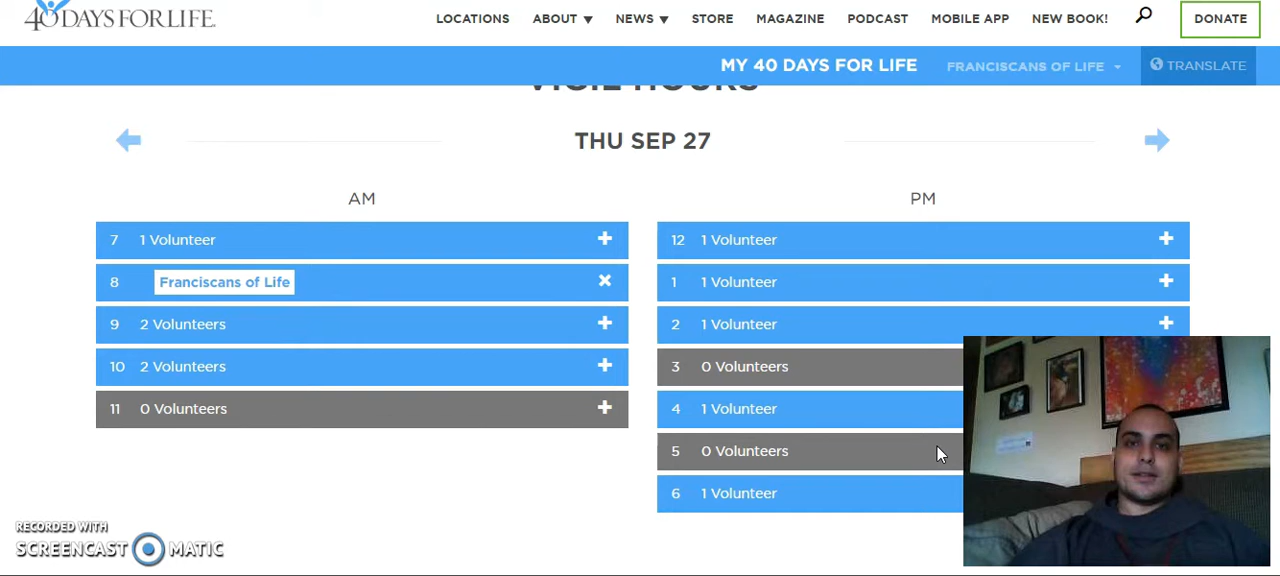 40 DAYS FOR LIFE
LOCATIONS ABOUT NEWS STORE MAGAZINE PODCAST MOBILE APP NEW BOOK! DONATE
MY 40 DAYS FOR LIFE FRANCISCANS OF LIFE TRANSLATE
VIGIL HOURS
THU SEP 27
AM
7 1 Volunteer
8 Franciscans of Life
9 2 Volunteers
10 2 Volunteers
11 0 Volunteers
PM
12 1 Volunteer
1 1 Volunteer
2 1 Volunteer
3 0 Volunteers
4 1 Volunteer
5 0 Volunteers
6 1 Volunteer
RECORDED WITH
SCREENCAST MATIC